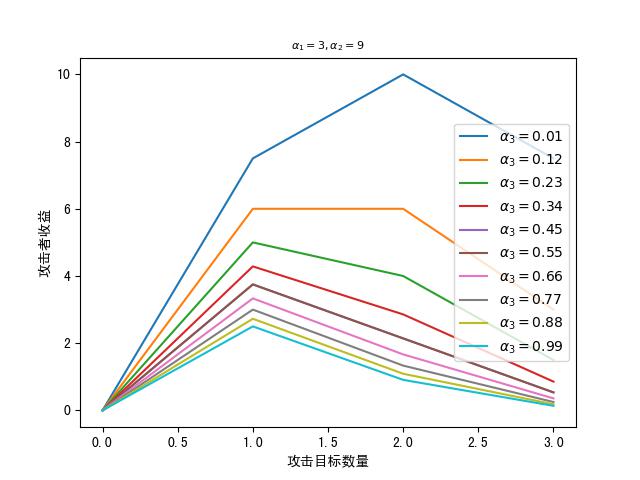 α₁ = 3, α₂ = 9
攻击者收益
10
8
6
4
2
0
α₃ = 0.01
α₃ = 0.12
α₃ = 0.23
α₃ = 0.34
α₃ = 0.45
α₃ = 0.55
α₃ = 0.66
α₃ = 0.77
α₃ = 0.88
α₃ = 0.99
0.0 0.5 1.0 1.5 2.0 2.5 3.0
攻击目标数量